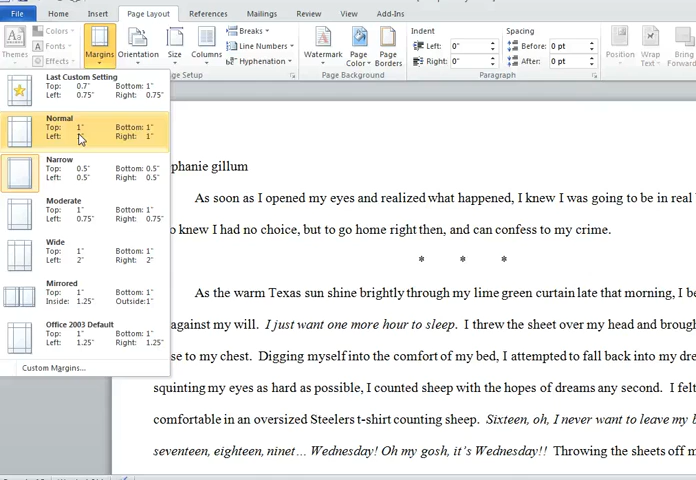 File Home Insert Page Layout References Mailings Review View Add-Ins
Themes Colors Fonts Effects Margins Orientation Size Columns Breaks Line Numbers Hyphenation Watermark Page Color Page Borders Indent Left: 0" Right: 0" Spacing Before: 0 pt After: 0 pt Position Wrap Text Bring Forward
Page Background Paragraph
Last Custom Setting
Top: 0.7" Bottom: 1"
Left: 0.75" Right: 0.75"
Normal
Top: 1" Bottom: 1"
Left: Right: 1"
Narrow
Top: 0.5" Bottom: 0.5"
Left: 0.5" Right: 0.5"
Moderate
Top: 1" Bottom: 1"
Left: 0.75" Right: 0.75"
Wide
Top: 1" Bottom: 1"
Left: 2" Right: 2"
Mirrored
Top: 1" Bottom: 1"
Inside: 1.25" Outside: 1"
Office 2003 Default
Top: 1" Bottom: 1"
Left: 1.25" Right: 1.25"
Custom Margins...
phanie gillum
As soon as I opened my eyes and realized what happened, I knew I was going to be in real
o knew I had no choice, but to go home right then, and can confess to my crime.
* * *
As the warm Texas sun shine brightly through my lime green curtain late that morning, I be
against my will. I just want one more hour to sleep. I threw the sheet over my head and brough
se to my chest. Digging myself into the comfort of my bed, I attempted to fall back into my dre
squinting my eyes as hard as possible, I counted sheep with the hopes of dreams any second. I felt
comfortable in an oversized Steelers t-shirt counting sheep. Sixteen, oh, I never want to leave my b
seventeen, eighteen, ninet… Wednesday! Oh my gosh, it's Wednesday!! Throwing the sheets off m